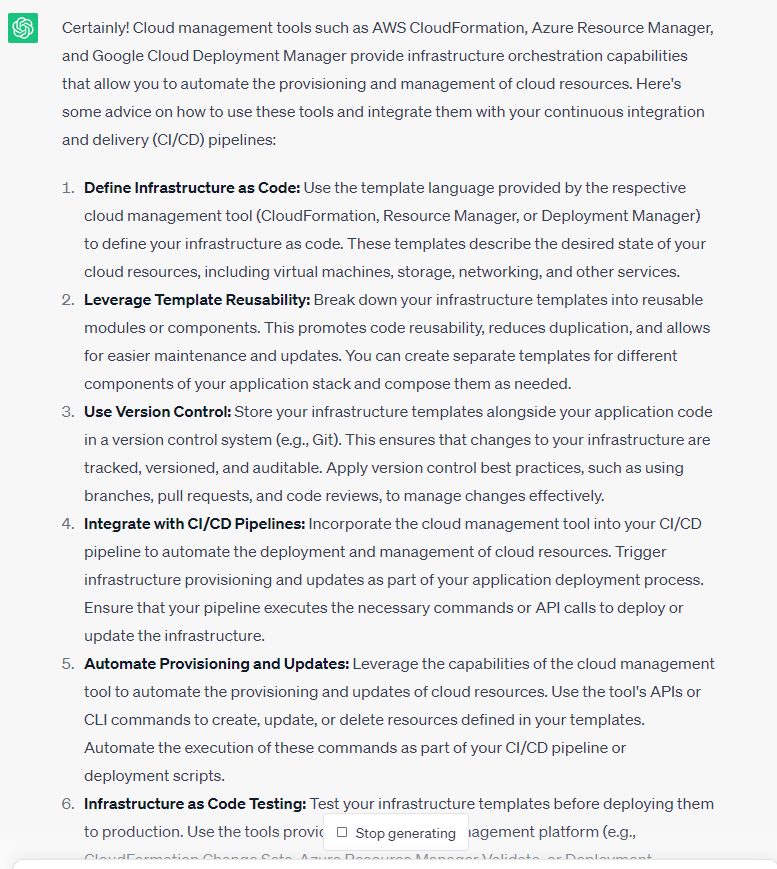 Certainly! Cloud management tools such as AWS CloudFormation, Azure Resource Manager,
and Google Cloud Deployment Manager provide infrastructure orchestration capabilities
that allow you to automate the provisioning and management of cloud resources. Here's
some advice on how to use these tools and integrate them with your continuous integration
and delivery (CI/CD) pipelines:
1. Define Infrastructure as Code: Use the template language provided by the respective
cloud management tool (CloudFormation, Resource Manager, or Deployment Manager)
to define your infrastructure as code. These templates describe the desired state of your
cloud resources, including virtual machines, storage, networking, and other services.
2. Leverage Template Reusability: Break down your infrastructure templates into reusable
modules or components. This promotes code reusability, reduces duplication, and allows
for easier maintenance and updates. You can create separate templates for different
components of your application stack and compose them as needed.
3. Use Version Control: Store your infrastructure templates alongside your application code
in a version control system (e.g., Git). This ensures that changes to your infrastructure are
tracked, versioned, and auditable. Apply version control best practices, such as using
branches, pull requests, and code reviews, to manage changes effectively.
4. Integrate with CI/CD Pipelines: Incorporate the cloud management tool into your CI/CD
pipeline to automate the deployment and management of cloud resources. Trigger
infrastructure provisioning and updates as part of your application deployment process.
Ensure that your pipeline executes the necessary commands or API calls to deploy or
update the infrastructure.
5. Automate Provisioning and Updates: Leverage the capabilities of the cloud management
tool to automate the provisioning and updates of cloud resources. Use the tool's APIs or
CLI commands to create, update, or delete resources defined in your templates.
Automate the execution of these commands as part of your CI/CD pipeline or
deployment scripts.
6. Infrastructure as Code Testing: Test your infrastructure templates before deploying them
to production. Use the tools platform (e.g.,
Stop generating
CloudFormation Change Sets, Azure Resource Manager Validate, or Deployment